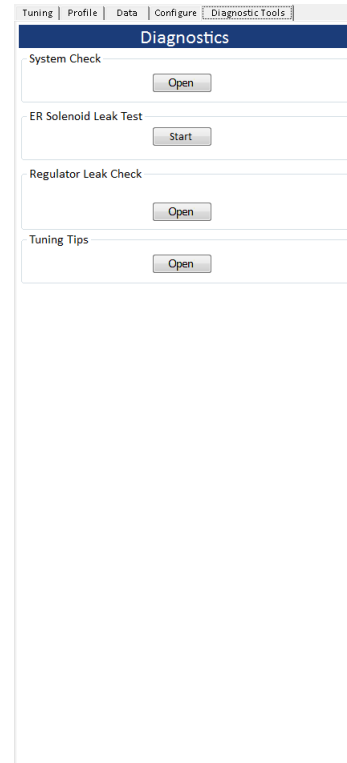 Tuning Profile Data Configure Diagnostic Tools
Diagnostics
System Check
Open
ER Solenoid Leak Test
Start
Regulator Leak Check
Open
Tuning Tips
Open